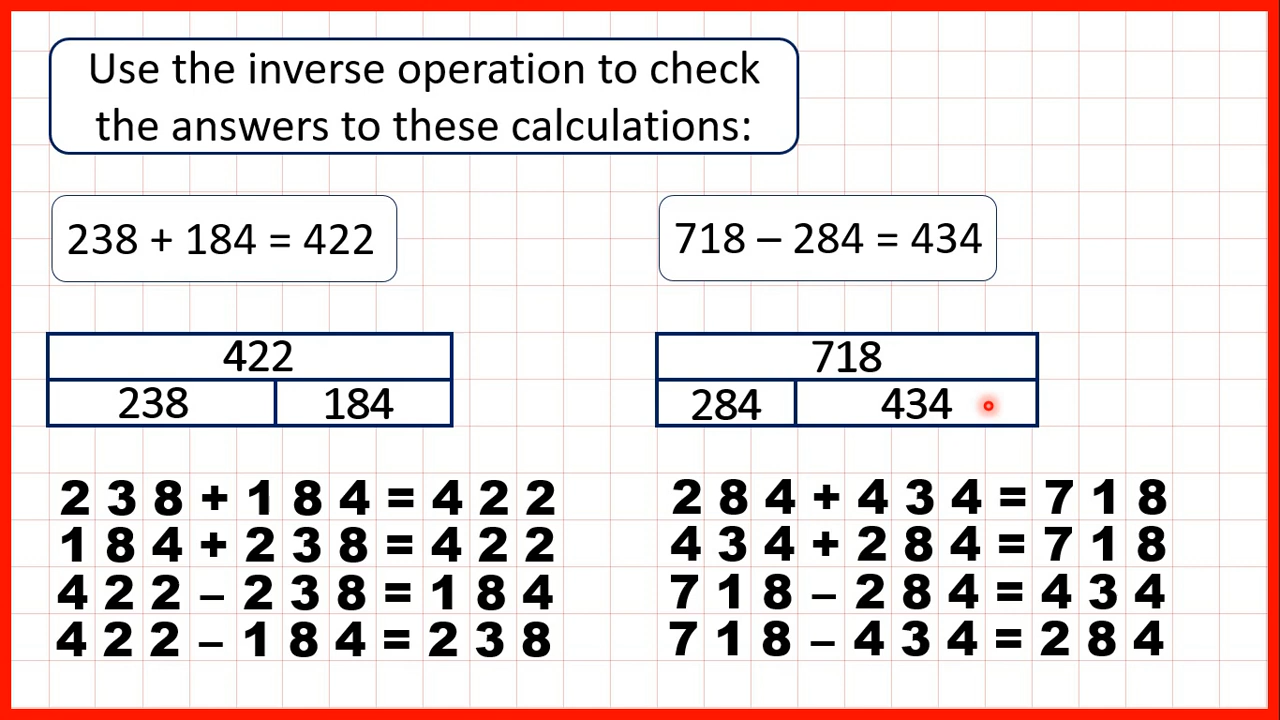 Use the inverse operation to check
the answers to these calculations:
238 + 184 = 422
718 – 284 = 434
422
238 184
718
284 434
2 3 8 + 1 8 4 = 4 2 2
1 8 4 + 2 3 8 = 4 2 2
4 2 2 – 2 3 8 = 1 8 4
4 2 2 – 1 8 4 = 2 3 8
2 8 4 + 4 3 4 = 7 1 8
4 3 4 + 2 8 4 = 7 1 8
7 1 8 – 2 8 4 = 4 3 4
7 1 8 – 4 3 4 = 2 8 4